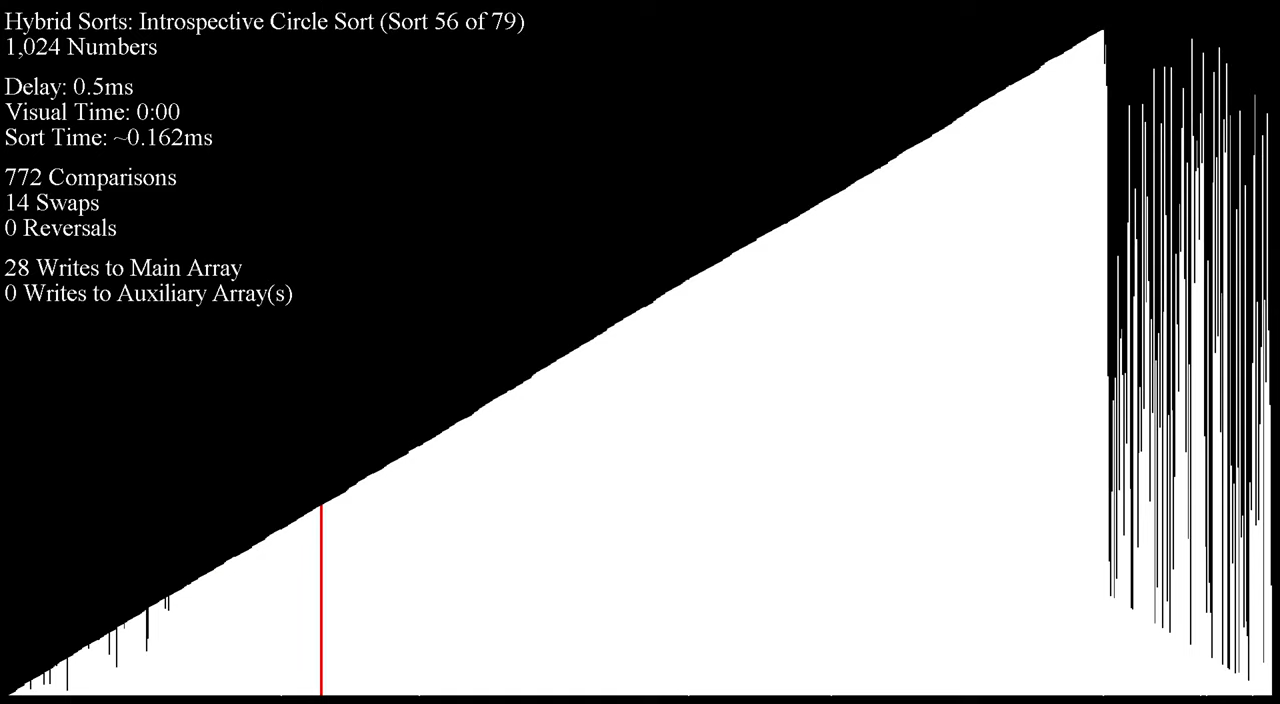 Hybrid Sorts: Introspective Circle Sort (Sort 56 of 79)
1,024 Numbers
Delay: 0.5ms
Visual Time: 0:00
Sort Time: ~0.162ms
772 Comparisons
14 Swaps
0 Reversals
28 Writes to Main Array
0 Writes to Auxiliary Array(s)